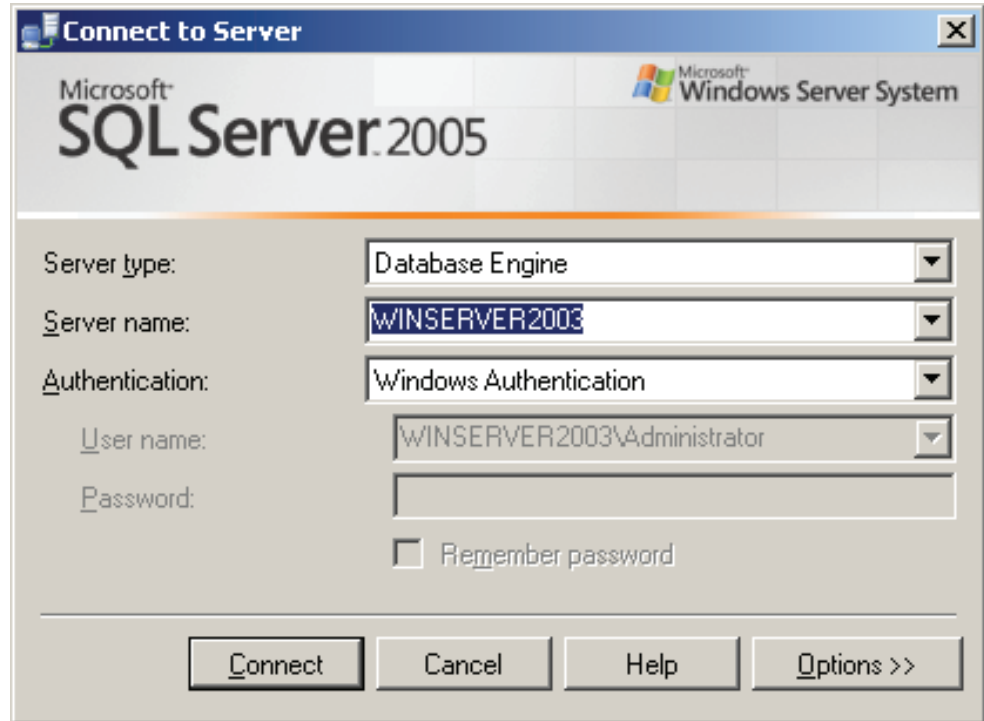 Connect to Server
Microsoft
SQL Server 2005
Microsoft
Windows Server System
Server type:
Database Engine
Server name:
WINSERVER2003
Authentication:
Windows Authentication
User name:
WINSERVER2003\Administrator
Password:
Remember password
Connect
Cancel
Help
Options >>